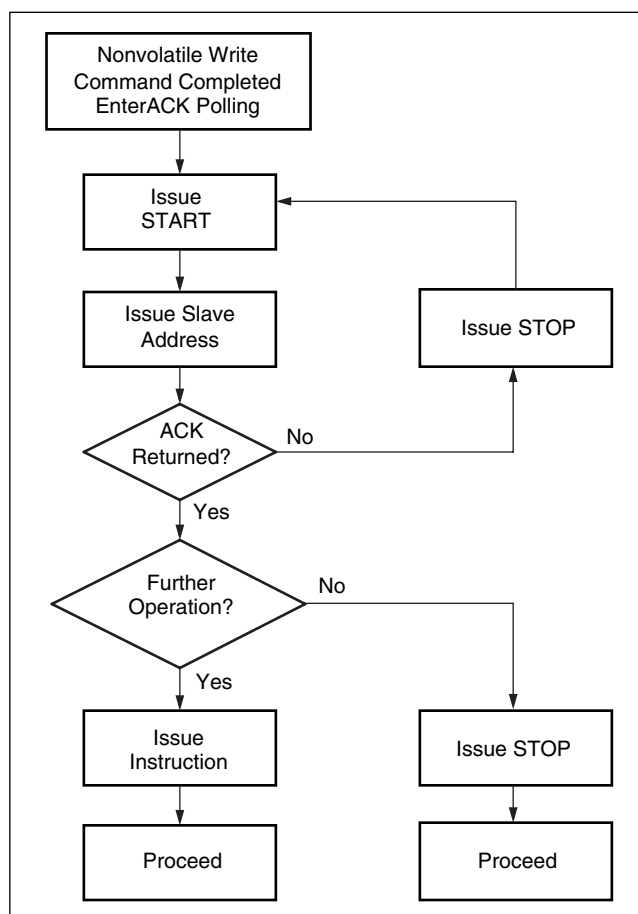 Nonvolatile Write
Command Completed
EnterACK Polling
Issue
START
Issue Slave
Address
Issue STOP
ACK
Returned?
No
Yes
Further
Operation?
No
Yes
Issue
Instruction
Issue STOP
Proceed
Proceed